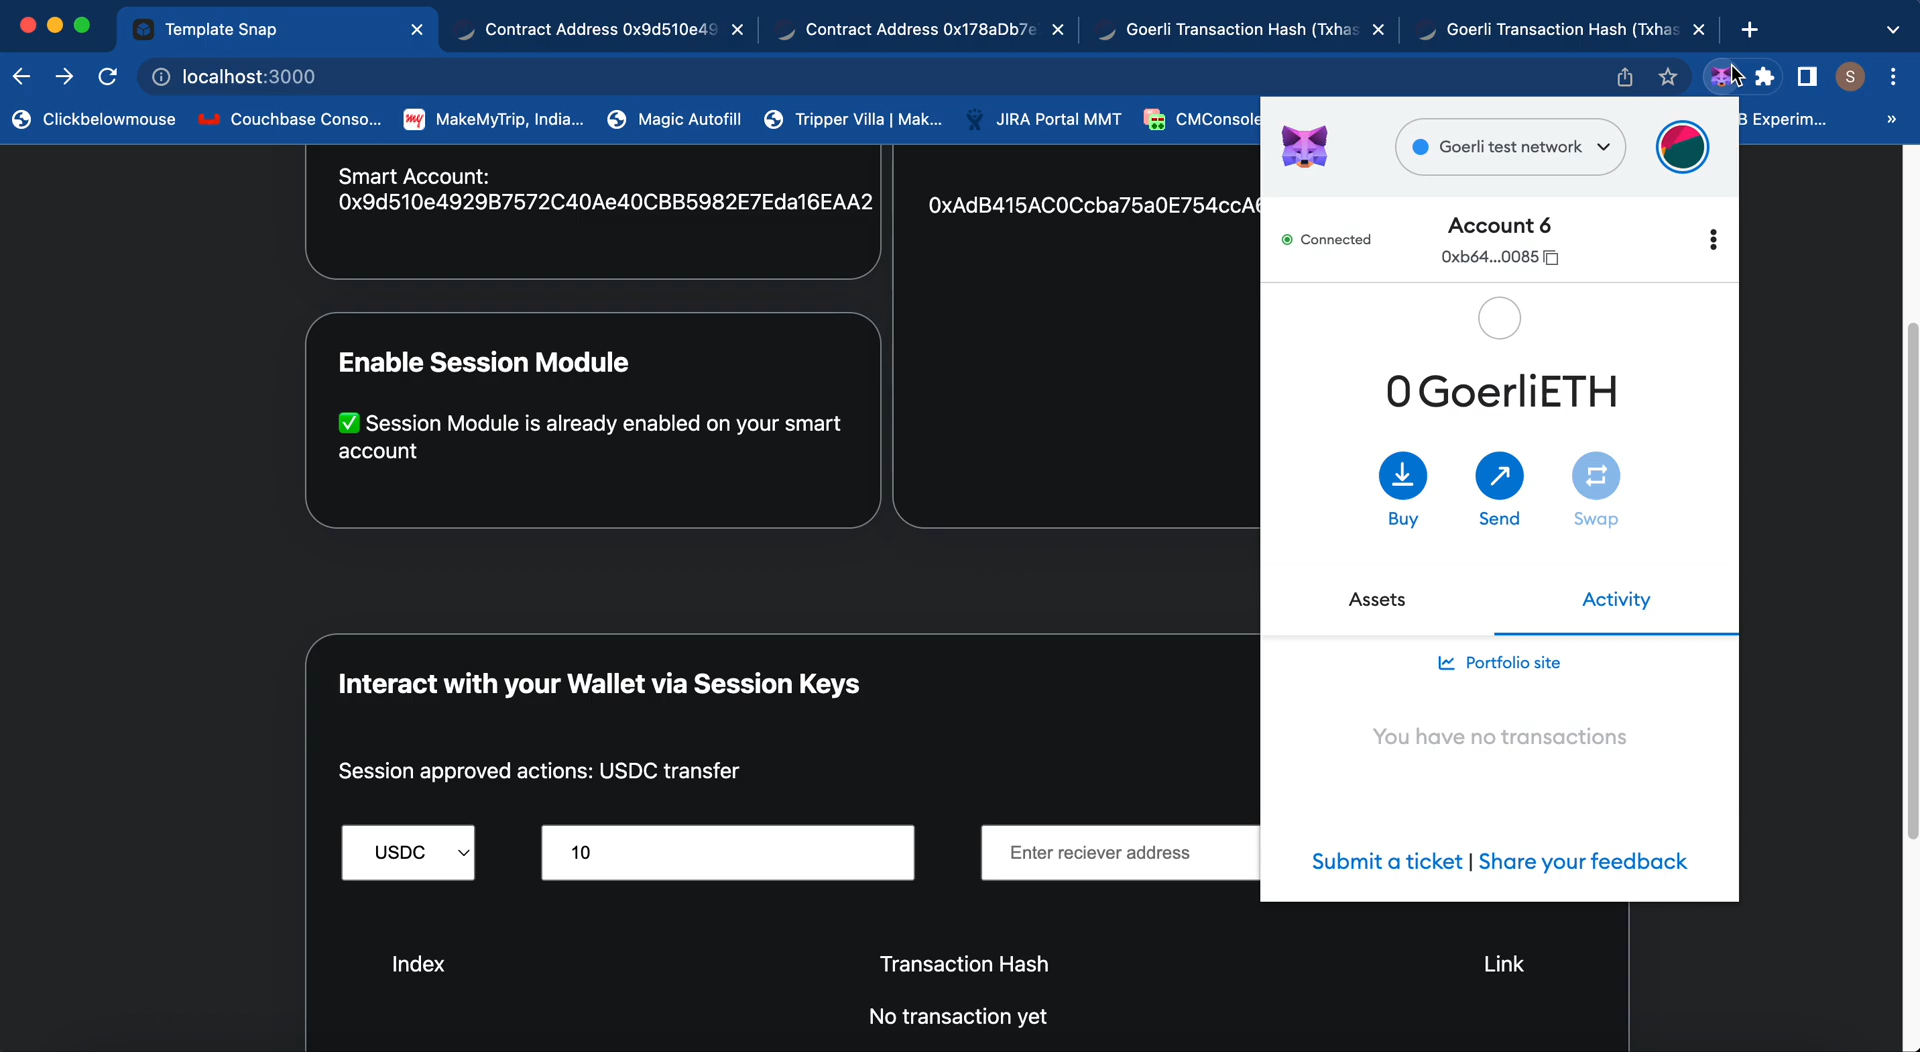 Template Snap
Contract Address 0x9d510e49
Contract Address 0x178aDb7e
Goerli Transaction Hash (Txhas
Goerli Transaction Hash (Txhas
localhost:3000
S
Clickbelowmouse
Couchbase Conso...
my
MakeMyTrip, India...
Magic Autofill
Tripper Villa | Mak...
JIRA Portal MMT
CMConsole
B Experim...
»
Smart Account:
0x9d510e4929B7572C40Ae40CBB5982E7Eda16EAA2
0xAdB415AC0Ccba75a0E754ccA6
Enable Session Module
✅ Session Module is already enabled on your smart
account
Interact with your Wallet via Session Keys
Session approved actions: USDC transfer
USDC
10
Enter reciever address
Index
Transaction Hash
Link
No transaction yet
Goerli test network
Connected
Account 6
0xb64...0085
0 GoerliETH
Buy
Send
Swap
Assets
Activity
Portfolio site
You have no transactions
Submit a ticket | Share your feedback